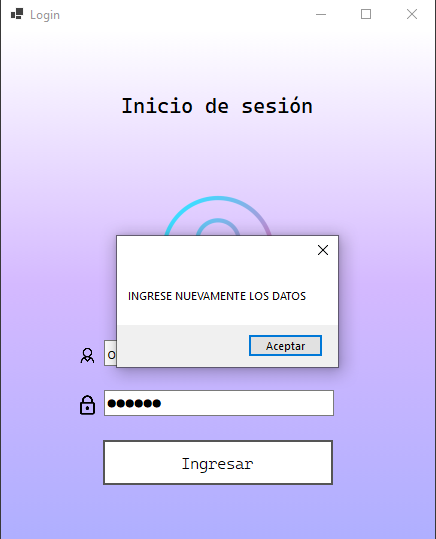 Login
Inicio de sesión
INGRESE NUEVAMENTE LOS DATOS
Aceptar
●●●●●●
Ingresar